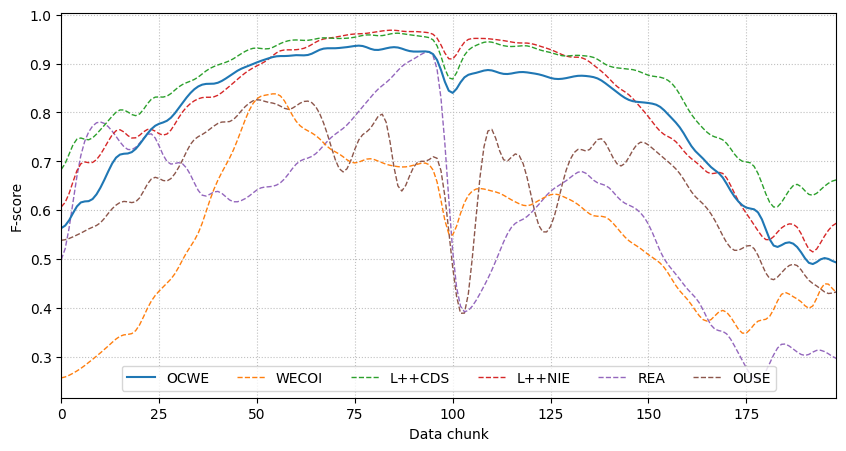 1.0
0.9
0.8
0.7
0.6
0.5
0.4
0.3
F-score
OCWE WECOI L++CDS L++NIE REA OUSE
0 25 50 75 100 125 150 175
Data chunk